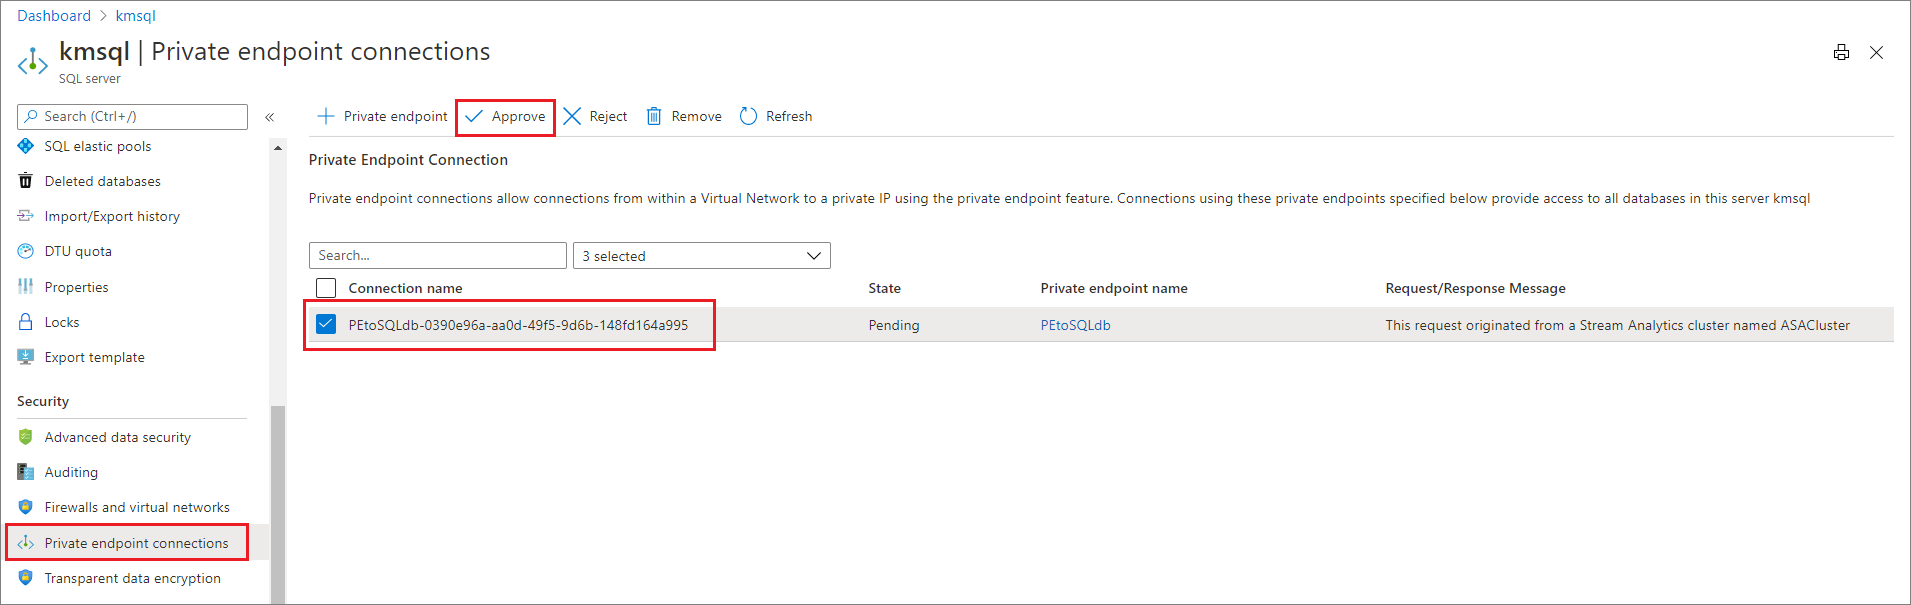 Dashboard > kmsql
kmsql | Private endpoint connections
SQL server
Search (Ctrl+/)
«
SQL elastic pools
Deleted databases
Import/Export history
DTU quota
Properties
Locks
Export template
Security
Advanced data security
Auditing
Firewalls and virtual networks
Private endpoint connections
Transparent data encryption
Private endpoint Approve Reject Remove Refresh
Private Endpoint Connection
Private endpoint connections allow connections from within a Virtual Network to a private IP using the private endpoint feature. Connections using these private endpoints specified below provide access to all databases in this server kmsql
Search... 3 selected
Connection name State Private endpoint name Request/Response Message
PEtoSQLdb-0390e96a-aa0d-49f5-9d6b-148fd164a995 Pending PEtoSQLdb This request originated from a Stream Analytics cluster named ASACluster